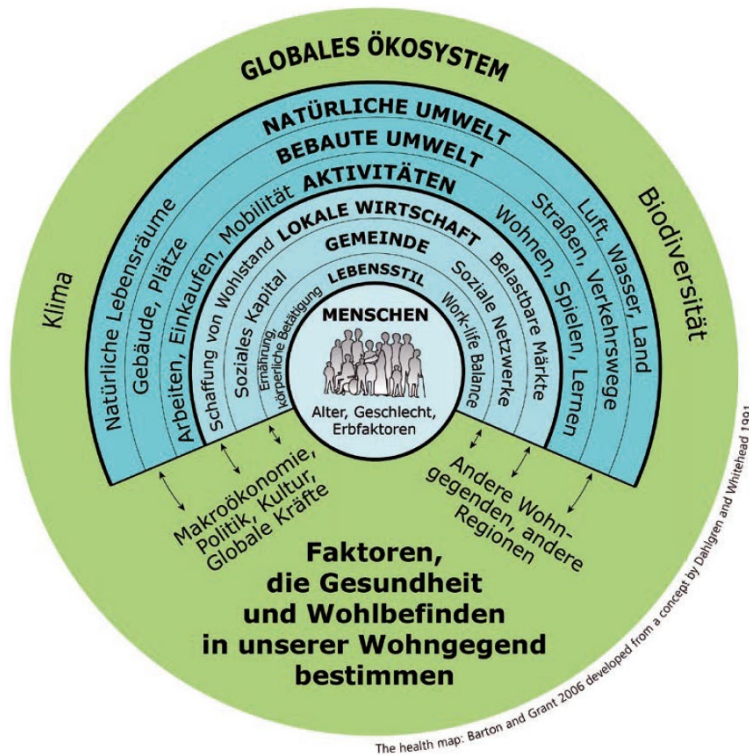 GLOBALES ÖKOSYSTEM
Klima
Biodiversität
NATÜRLICHE UMWELT
Natürliche Lebensräume
Luft, Wasser, Land
BEBAUTE UMWELT
Gebäude, Plätze
Straßen, Verkehrswege
AKTIVITÄTEN
Arbeiten, Einkaufen, Mobilität
Wohnen, Spielen, Lernen
LOKALE WIRTSCHAFT
Schaffung von Wohlstand
Belastbare Märkte
GEMEINDE
Soziales Kapital
Soziale Netzwerke
LEBENSSTIL
Ernährung,
körperliche Betätigung
Work-life Balance
MENSCHEN
Alter, Geschlecht,
Erbfaktoren
Makroökonomie,
Politik, Kultur,
Globale Kräfte
Andere Wohn-
gegenden, andere
Regionen
Faktoren,
die Gesundheit
und Wohlbefinden
in unserer Wohngegend
bestimmen
The health map: Barton and Grant 2006 developed from a concept by Dahlgren and Whitehead 1991